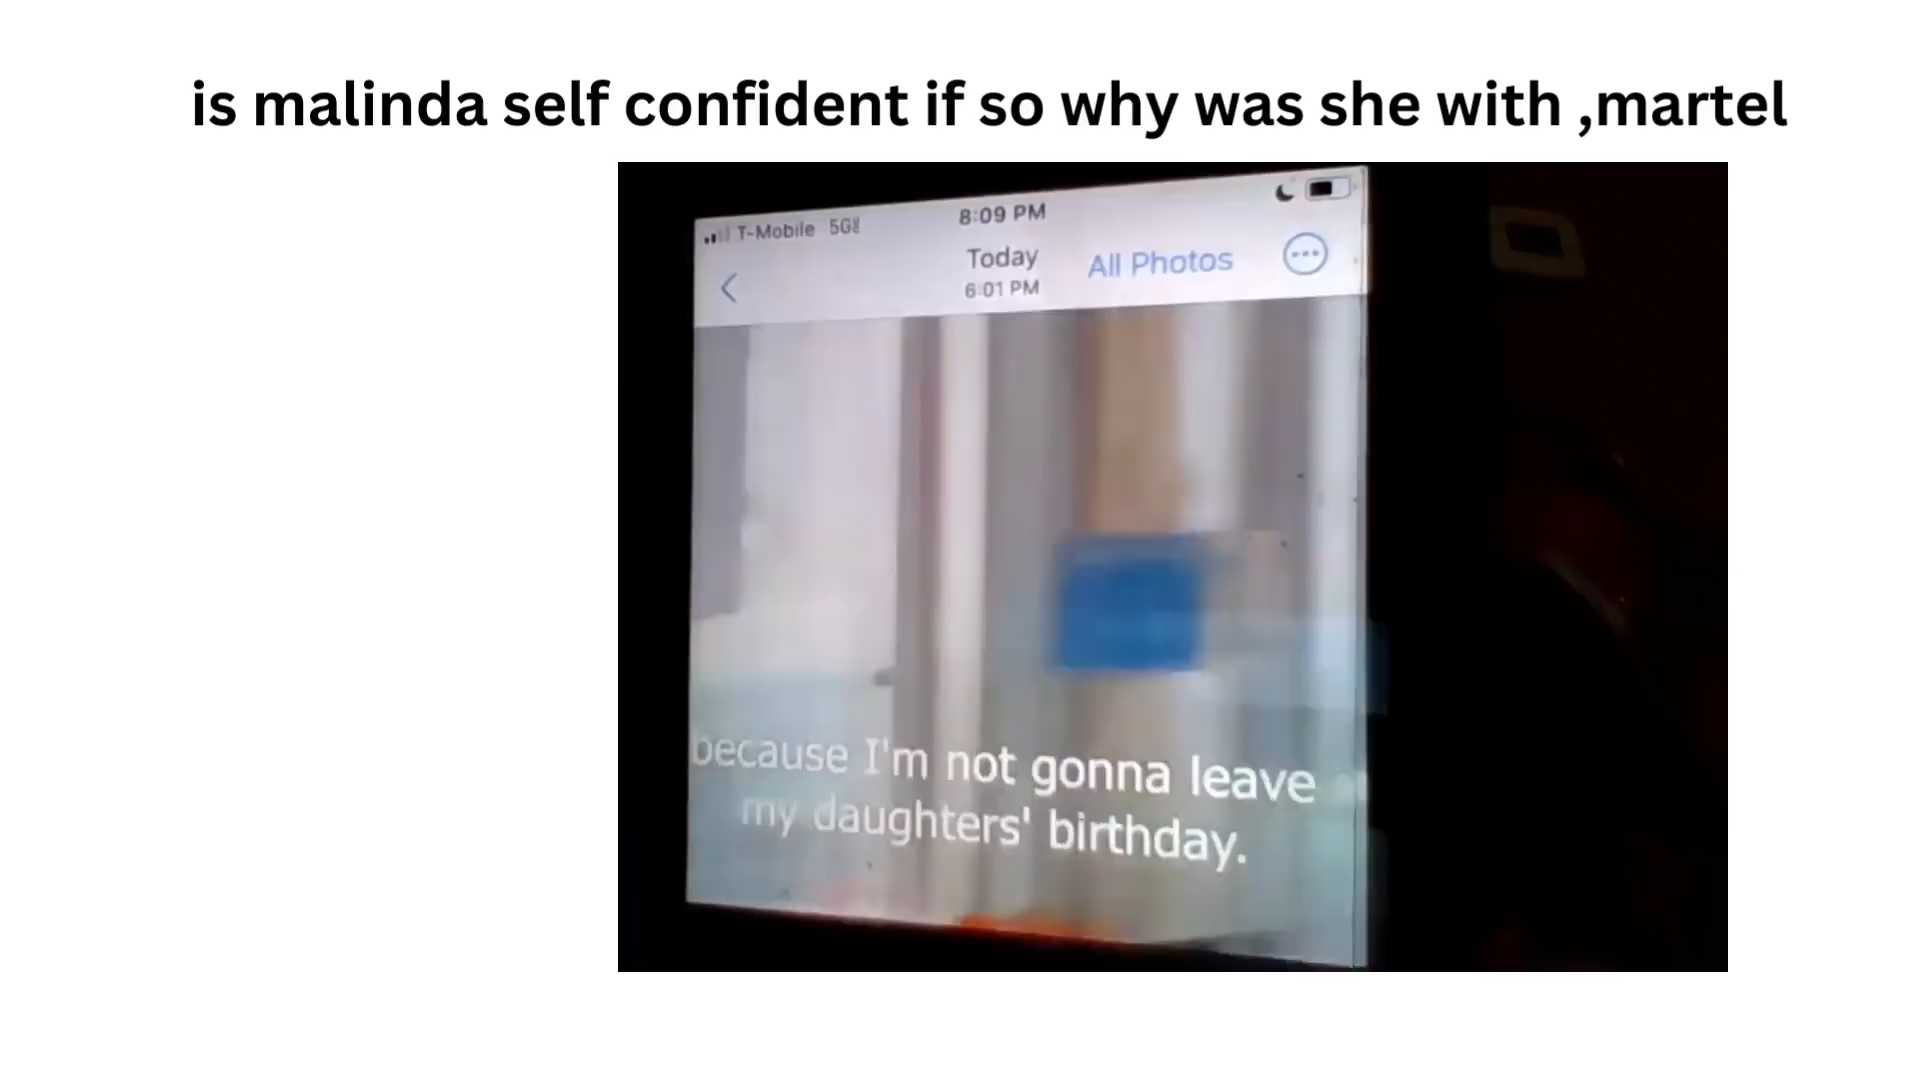 is malinda self confident if so why was she with ,martel
T-Mobile 5G
8:09 PM
Today
All Photos
6:01 PM
because I'm not gonna leave
my daughters' birthday.